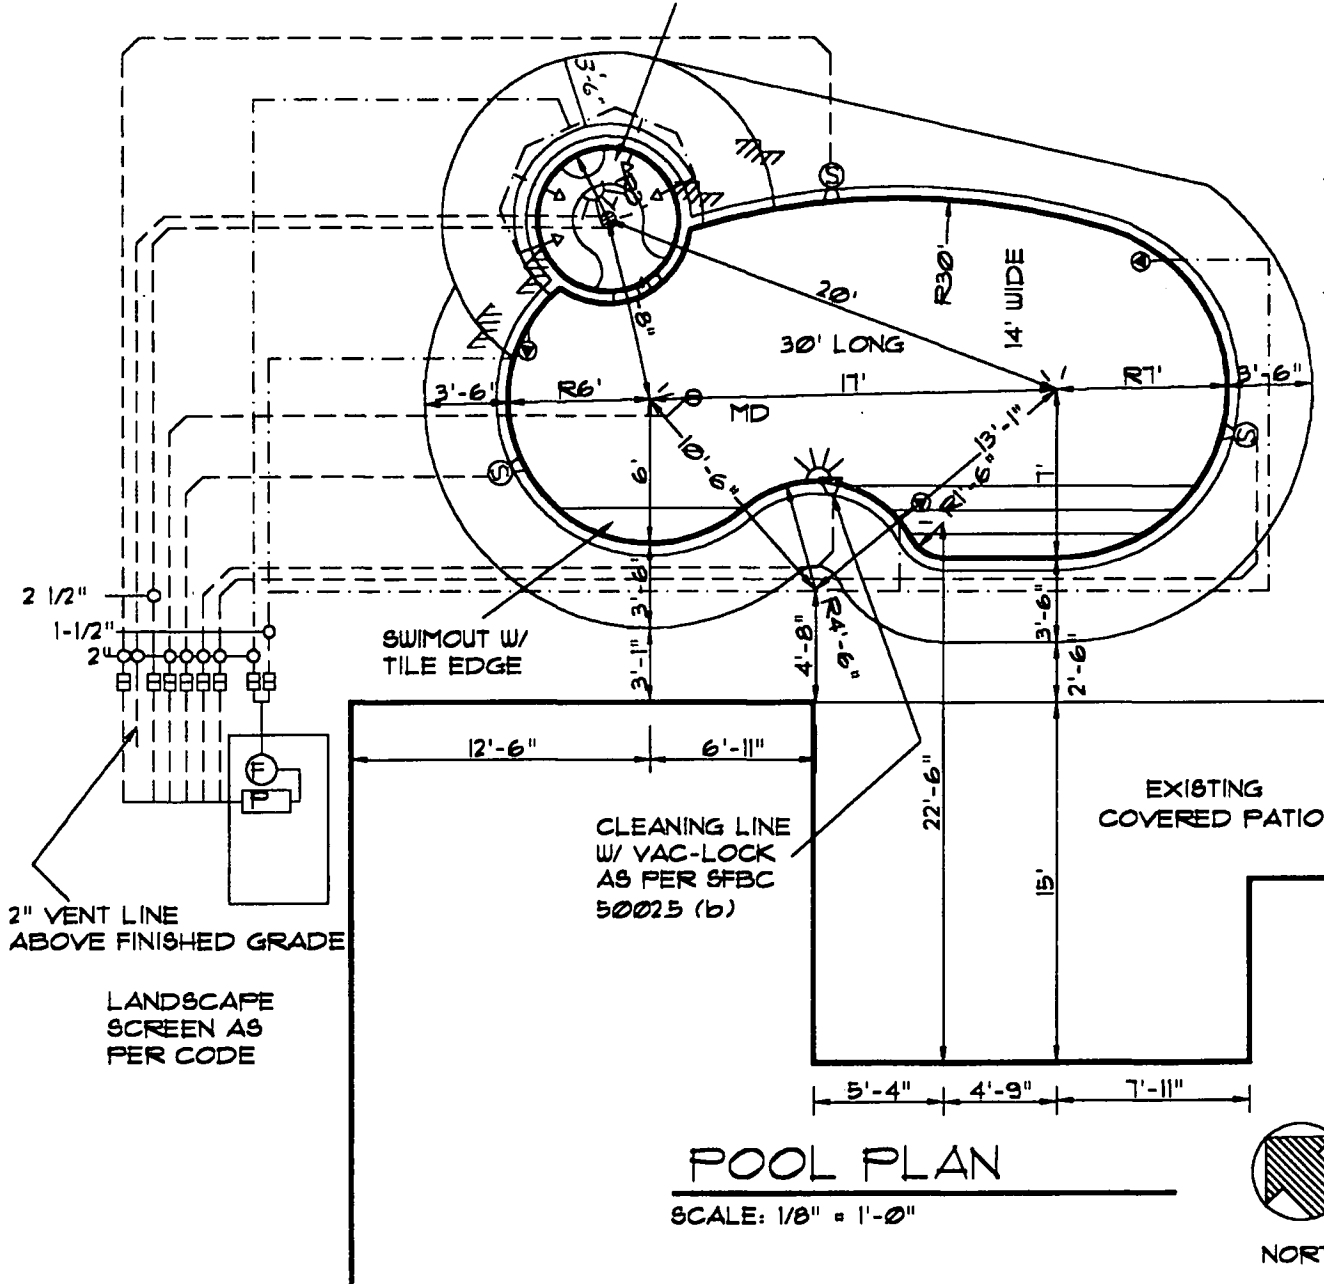 3'-6"
S
20'
R30'
14' WIDE
30' LONG
3'-6"
R6'
17'
R7'
3'-6"
MD
10'-6"
13'-1"
R1'-6"
6'
7'
S
S
2 1/2"
1-1/2"
2"
3'-6"
SWIMOUT W/
TILE EDGE
3'-1"
4'-8"
R4'-6"
3'-6"
2'-6"
12'-6"
6'-11"
F
P
22'-6"
15'
EXISTING
COVERED PATIO
CLEANING LINE
W/ VAC-LOCK
AS PER SFBC
5002.5 (b)
2" VENT LINE
ABOVE FINISHED GRADE
LANDSCAPE
SCREEN AS
PER CODE
5'-4"
4'-9"
7'-11"
POOL PLAN
SCALE: 1/8" = 1'-0"
NORT